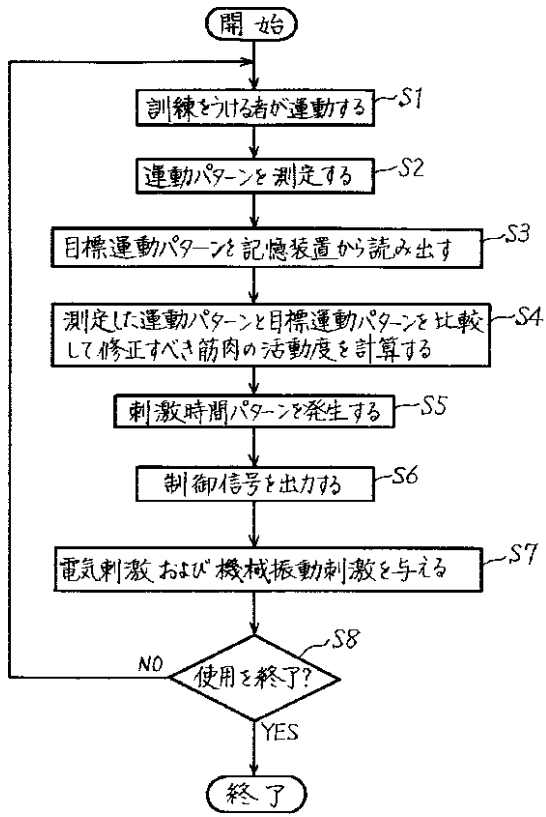 開始
訓練をうける者が運動する
S1
運動パターンを測定する
S2
目標運動パターンを記憶装置から読み出す
S3
測定した運動パターンと目標運動パターンを比較
して修正すべき筋肉の活動度を計算する
S4
刺激時間パターンを発生する
S5
制御信号を出力する
S6
電気刺激および機械振動刺激を与える
S7
使用を終了?
S8
NO
YES
終了